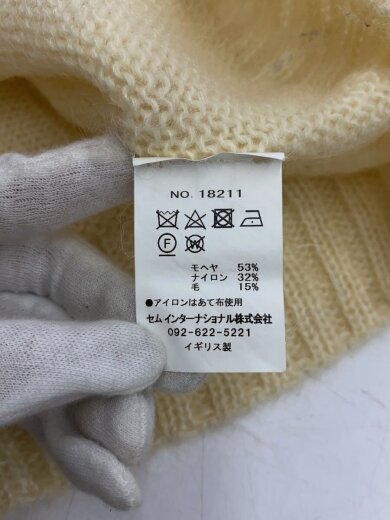 NO. 18211
F W
モヘヤ 53%
ナイロン 32%
毛 15%
●アイロンはあて布使用
セム インターナショナル株式会社
092-622-5221
イギリス製